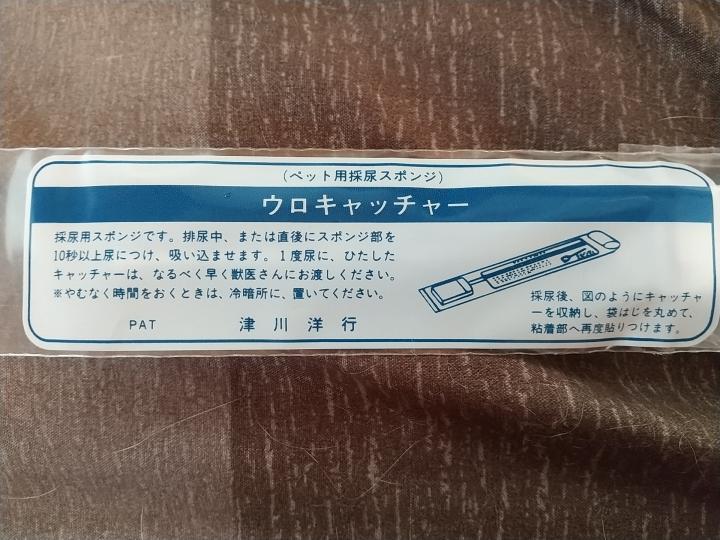 (ペット用採尿スポンジ)
ウロキャッチャー
採尿用スポンジです。排尿中、または直後にスポンジ部を
10秒以上尿につけ、吸い込ませます。1度尿に、ひたした
キャッチャーは、なるべく早く獣医さんにお渡しください。
※やむなく時間をおくときは、冷暗所に、置いてください。
PAT 津川洋行
採尿後、図のようにキャッチャ
ーを収納し、袋はじを丸めて、
粘着部へ再度貼りつけます。